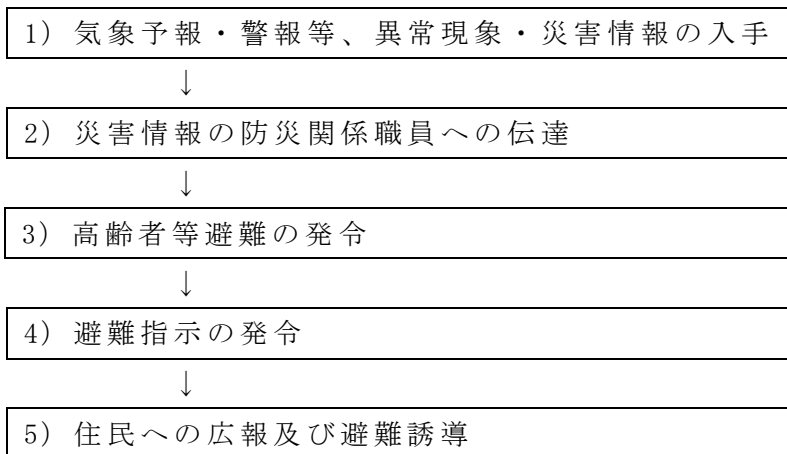 1) 気象予報・警報等、異常現象・災害情報の入手
↓
2) 災害情報の防災関係職員への伝達
↓
3) 高齢者等避難の発令
↓
4) 避難指示の発令
↓
5) 住民への広報及び避難誘導